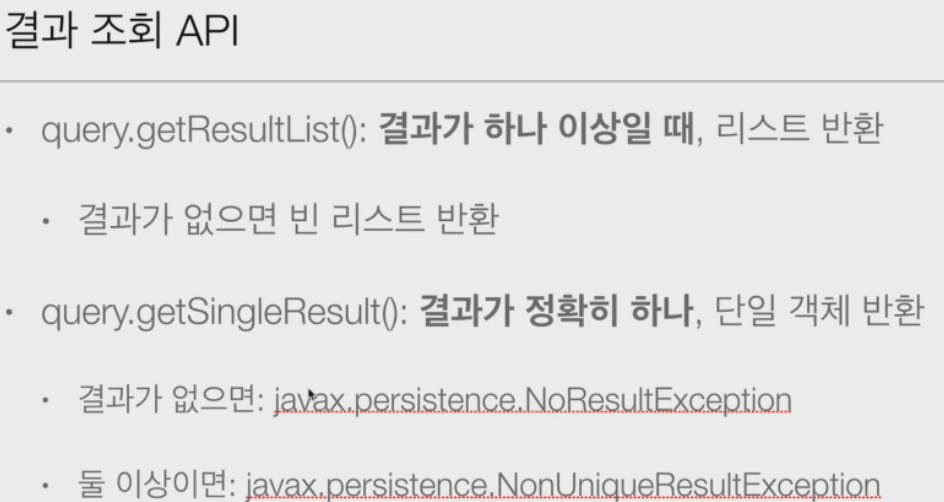 결과 조회 API
• query.getResultList(): 결과가 하나 이상일 때, 리스트 반환
• 결과가 없으면 빈 리스트 반환
• query.getSingleResult(): 결과가 정확히 하나, 단일 객체 반환
• 결과가 없으면: javax.persistence.NoResultException
• 둘 이상이면: javax.persistence.NonUniqueResultException